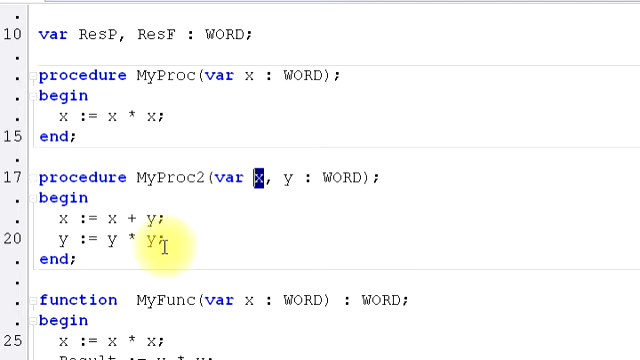 10 var ResP, ResF : WORD;
procedure MyProc(var x : WORD);
begin
x := x * x;
15 end;
17 procedure MyProc2(var x, y : WORD);
begin
x := x + y;
20 y := y * y;
end;
function MyFunc(var x : WORD) : WORD;
begin
25 x := x * x;